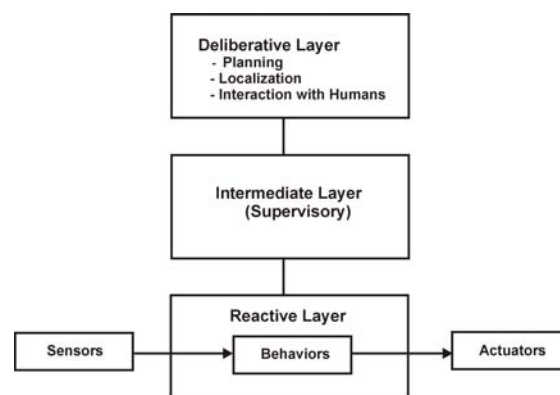 Deliberative Layer
- Planning
- Localization
- Interaction with Humans
Intermediate Layer
(Supervisory)
Reactive Layer
Sensors
Behaviors
Actuators